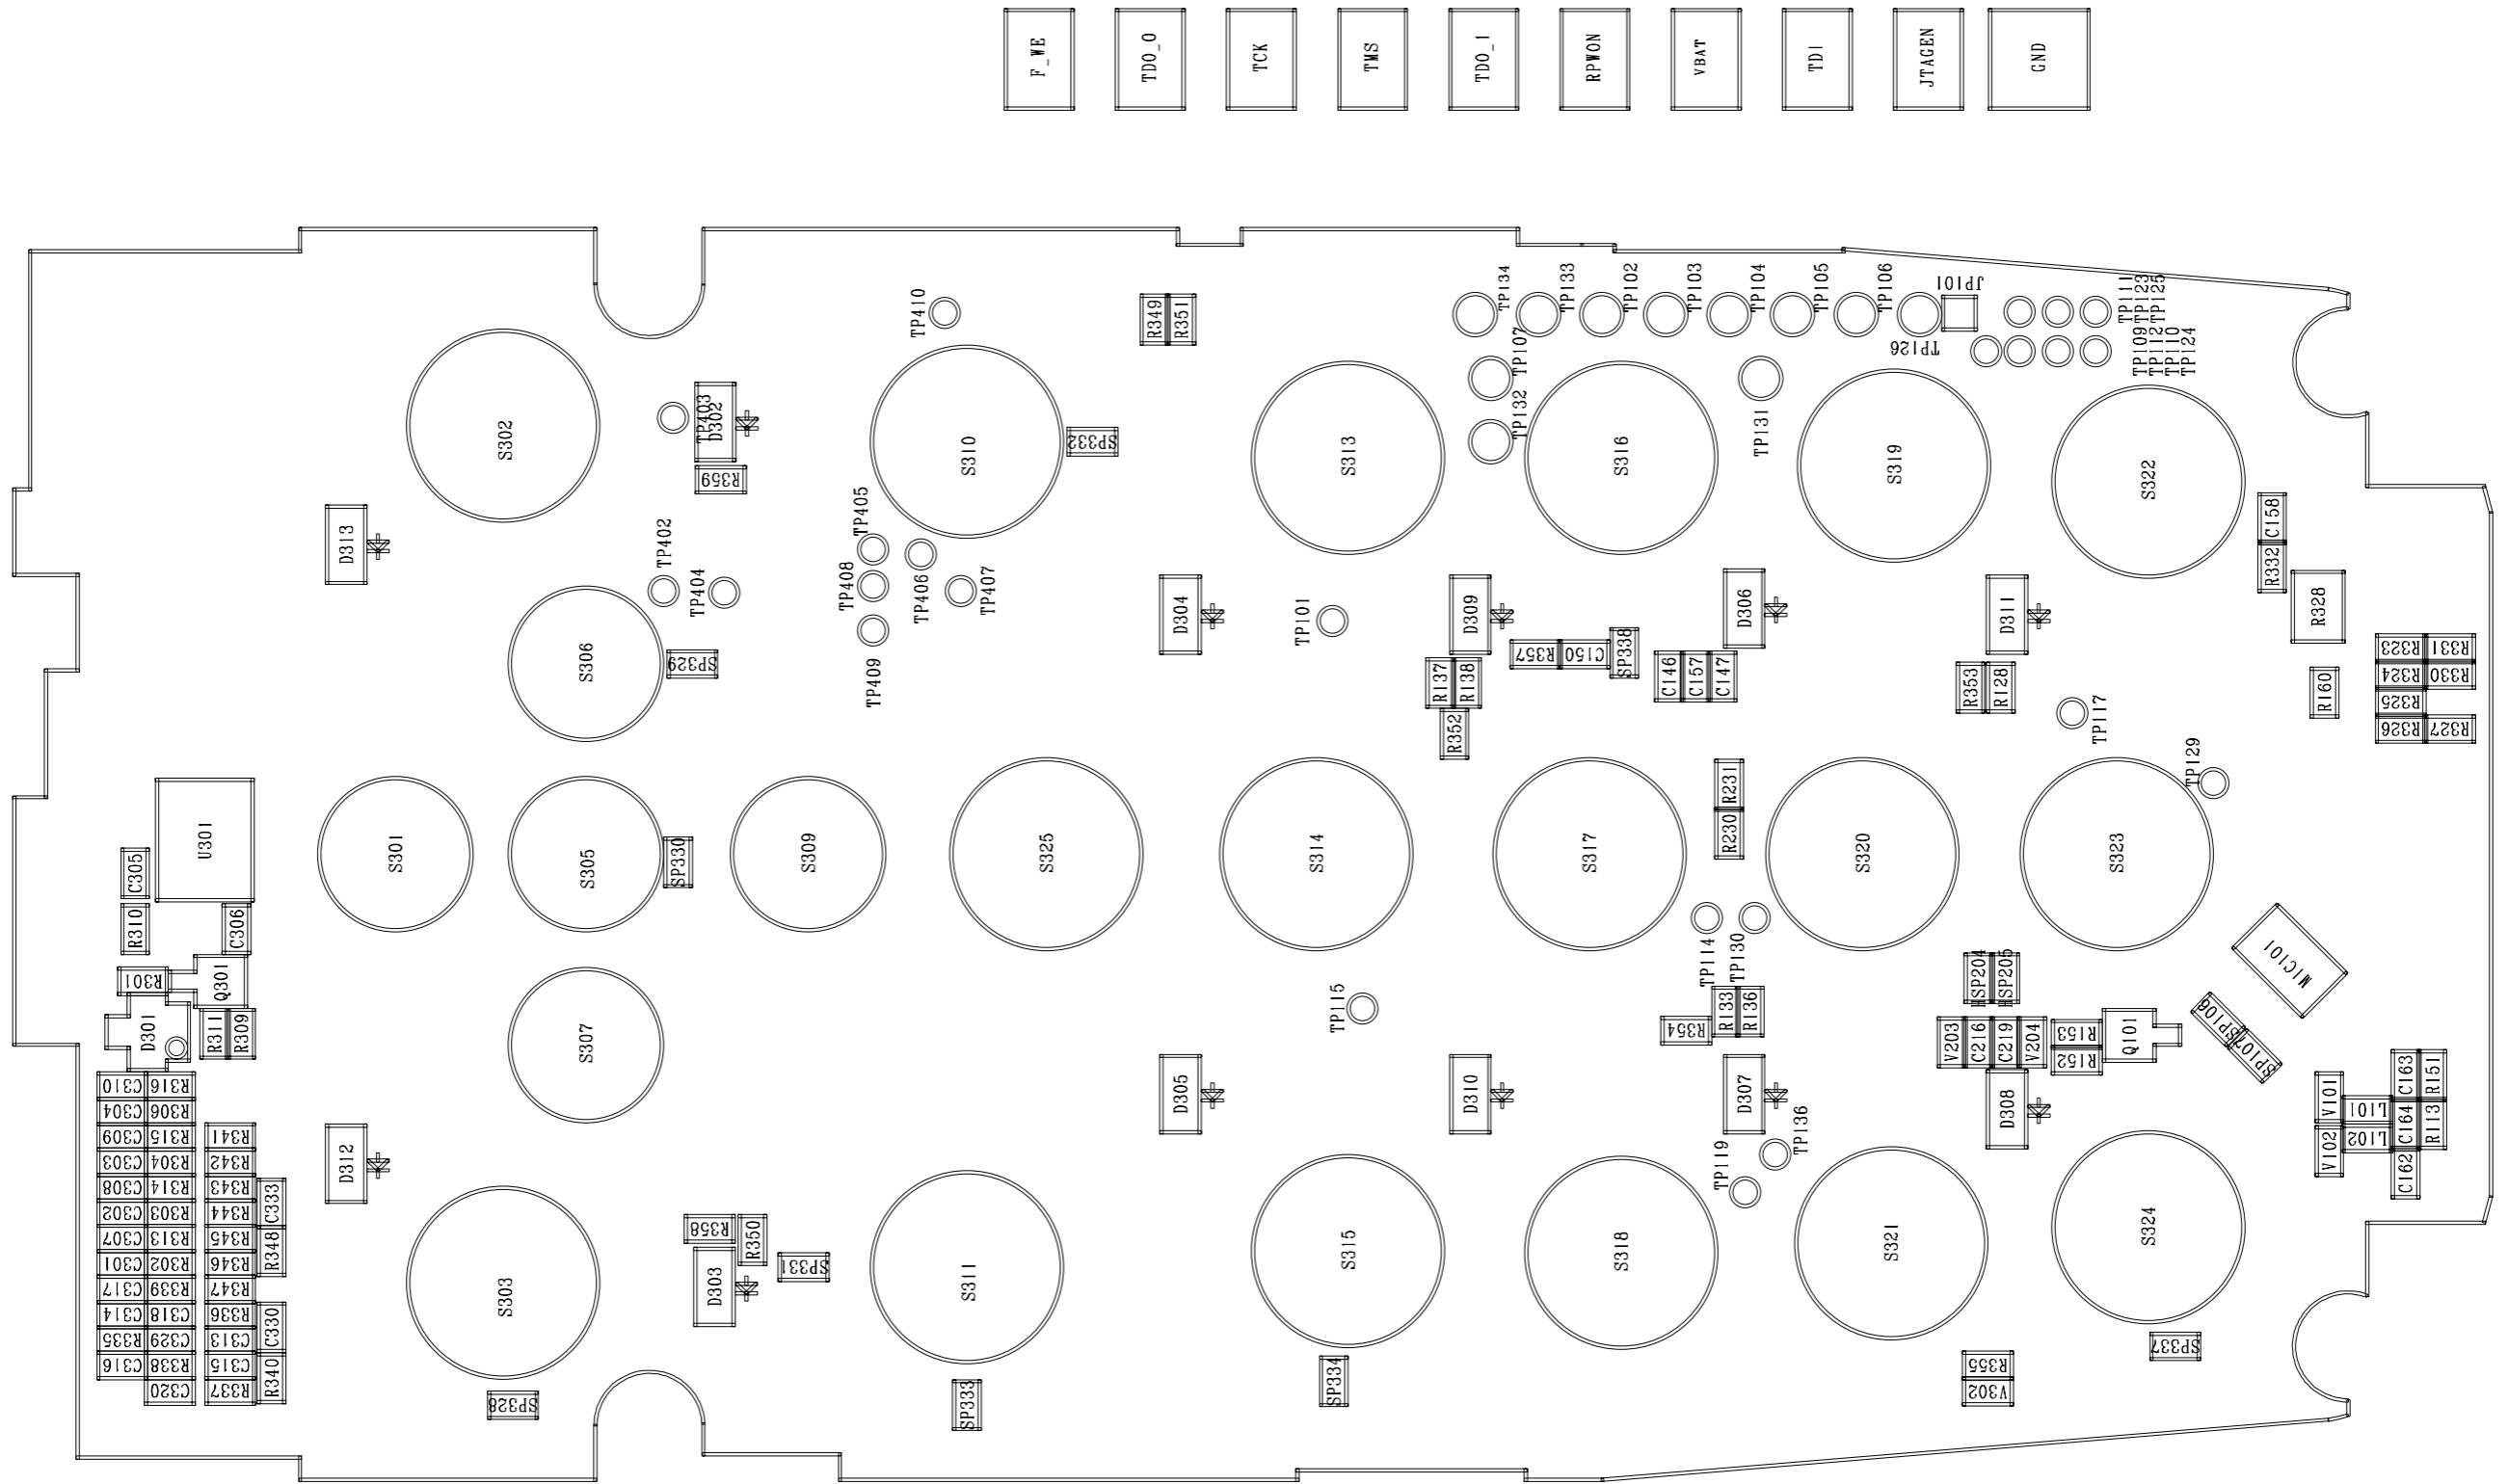 F_WE
TDO_O
TCK
TMS
TDO_1
RPWON
VBAT
TDI
JTAGEN
GND
TP134
TP133
TP102
TP103
TP104
TP105
TP106
JP101
TP111
TP123
TP125
TP410
R349
R351
TP126
TP109
TP112
TP110
TP124
TP107
TP132
TP131
S302
TP403
D302
R359
S310
SP332
S313
S316
S319
S322
D313
TP402
TP404
TP405
TP408
TP406
TP407
TP409
C158
R332
R328
D304
TP101
D309
D306
D311
S306
SP329
R357
C150
SP338
C146
C157
C147
R137
R138
R352
R353
R128
TP117
R160
R323
R331
R324
R330
R325
R326
R327
TP129
U301
C305
R310
C306
S301
S305
SP330
S309
S325
S314
S317
R231
R230
S320
S323
TP114
TP130
MIC101
R301
Q301
D301
R311
R309
S307
TP115
R354
R133
R136
HSP204
HSP205
V203
C216
C219
V204
R153
R152
Q101
SP106
SP107
D305
D310
D307
D308
TP136
TP119
V101
V102
L101
L102
C163
R151
C164
R113
C162
C310
R316
C304
R306
C309
R315
R341
C303
R304
R342
C308
R314
R343
C333
C302
R303
R344
C307
R313
R345
R348
C301
R302
R346
C317
R339
R347
C314
C318
R336
C330
R335
C329
C313
C316
R338
C315
R340
C320
R337
D312
S303
SP328
R358
R350
D303
SP331
S311
SP333
S315
SP334
S318
S321
S324
SP337
R355
V302